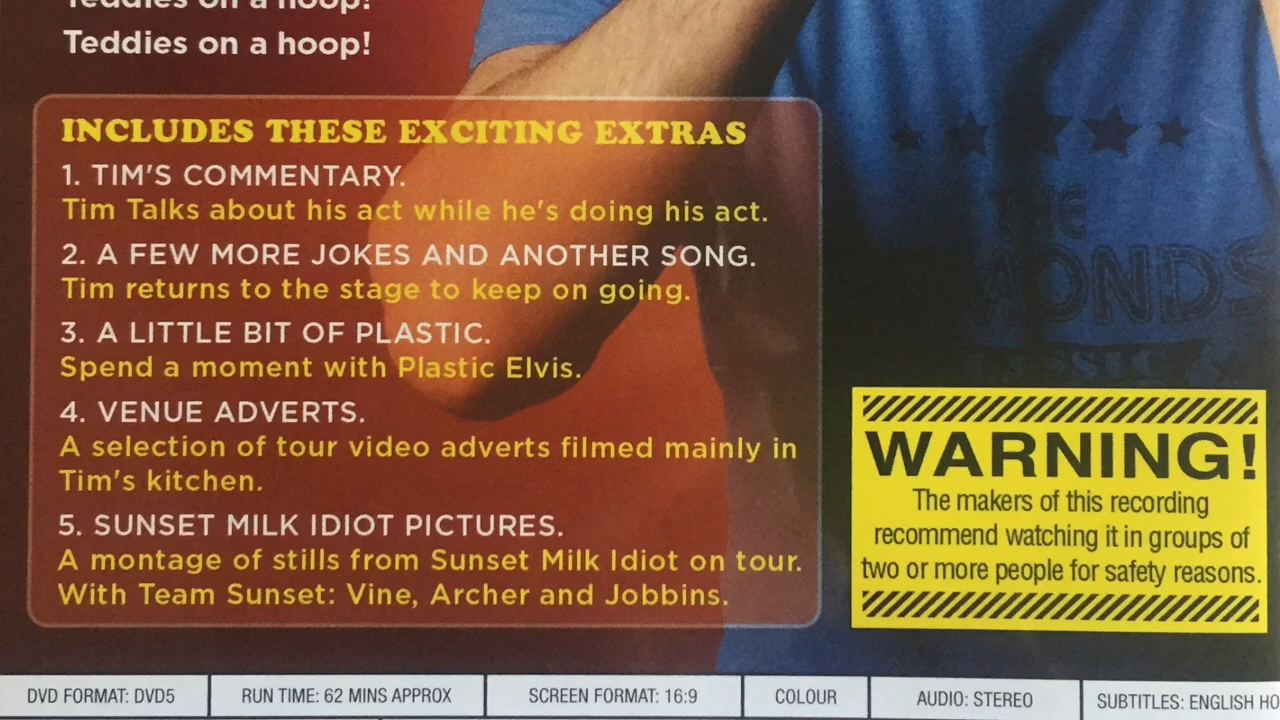 Teddies on a hoop!
Teddies on a hoop!
INCLUDES THESE EXCITING EXTRAS
1. TIM'S COMMENTARY.
Tim Talks about his act while he's doing his act.
2. A FEW MORE JOKES AND ANOTHER SONG.
Tim returns to the stage to keep on going.
3. A LITTLE BIT OF PLASTIC.
Spend a moment with Plastic Elvis.
4. VENUE ADVERTS.
A selection of tour video adverts filmed mainly in
Tim's kitchen.
5. SUNSET MILK IDIOT PICTURES.
A montage of stills from Sunset Milk Idiot on tour.
With Team Sunset: Vine, Archer and Jobbins.
THE
WARNING!
The makers of this recording
recommend watching it in groups of
two or more people for safety reasons.
DVD FORMAT: DVD5
RUN TIME: 62 MINS APPROX
SCREEN FORMAT: 16:9
COLOUR
AUDIO: STEREO
SUBTITLES: ENGLISH HO